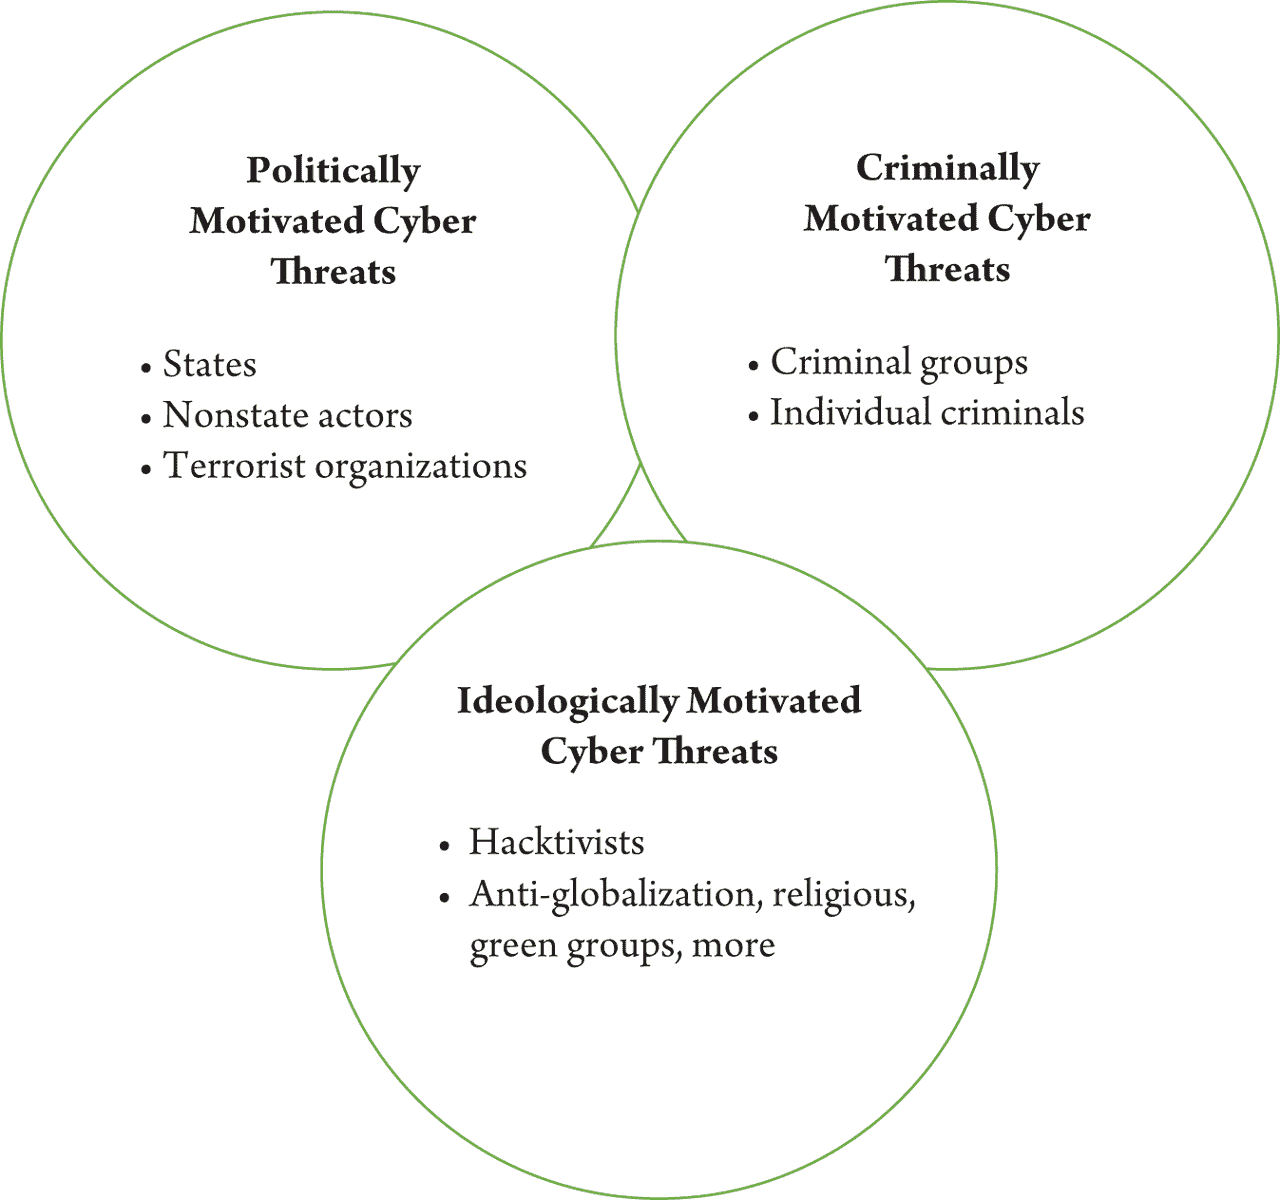 Politically
Motivated Cyber
Threats
• States
• Nonstate actors
• Terrorist organizations
Criminally
Motivated Cyber
Threats
• Criminal groups
• Individual criminals
Ideologically Motivated
Cyber Threats
• Hacktivists
• Anti-globalization, religious,
green groups, more